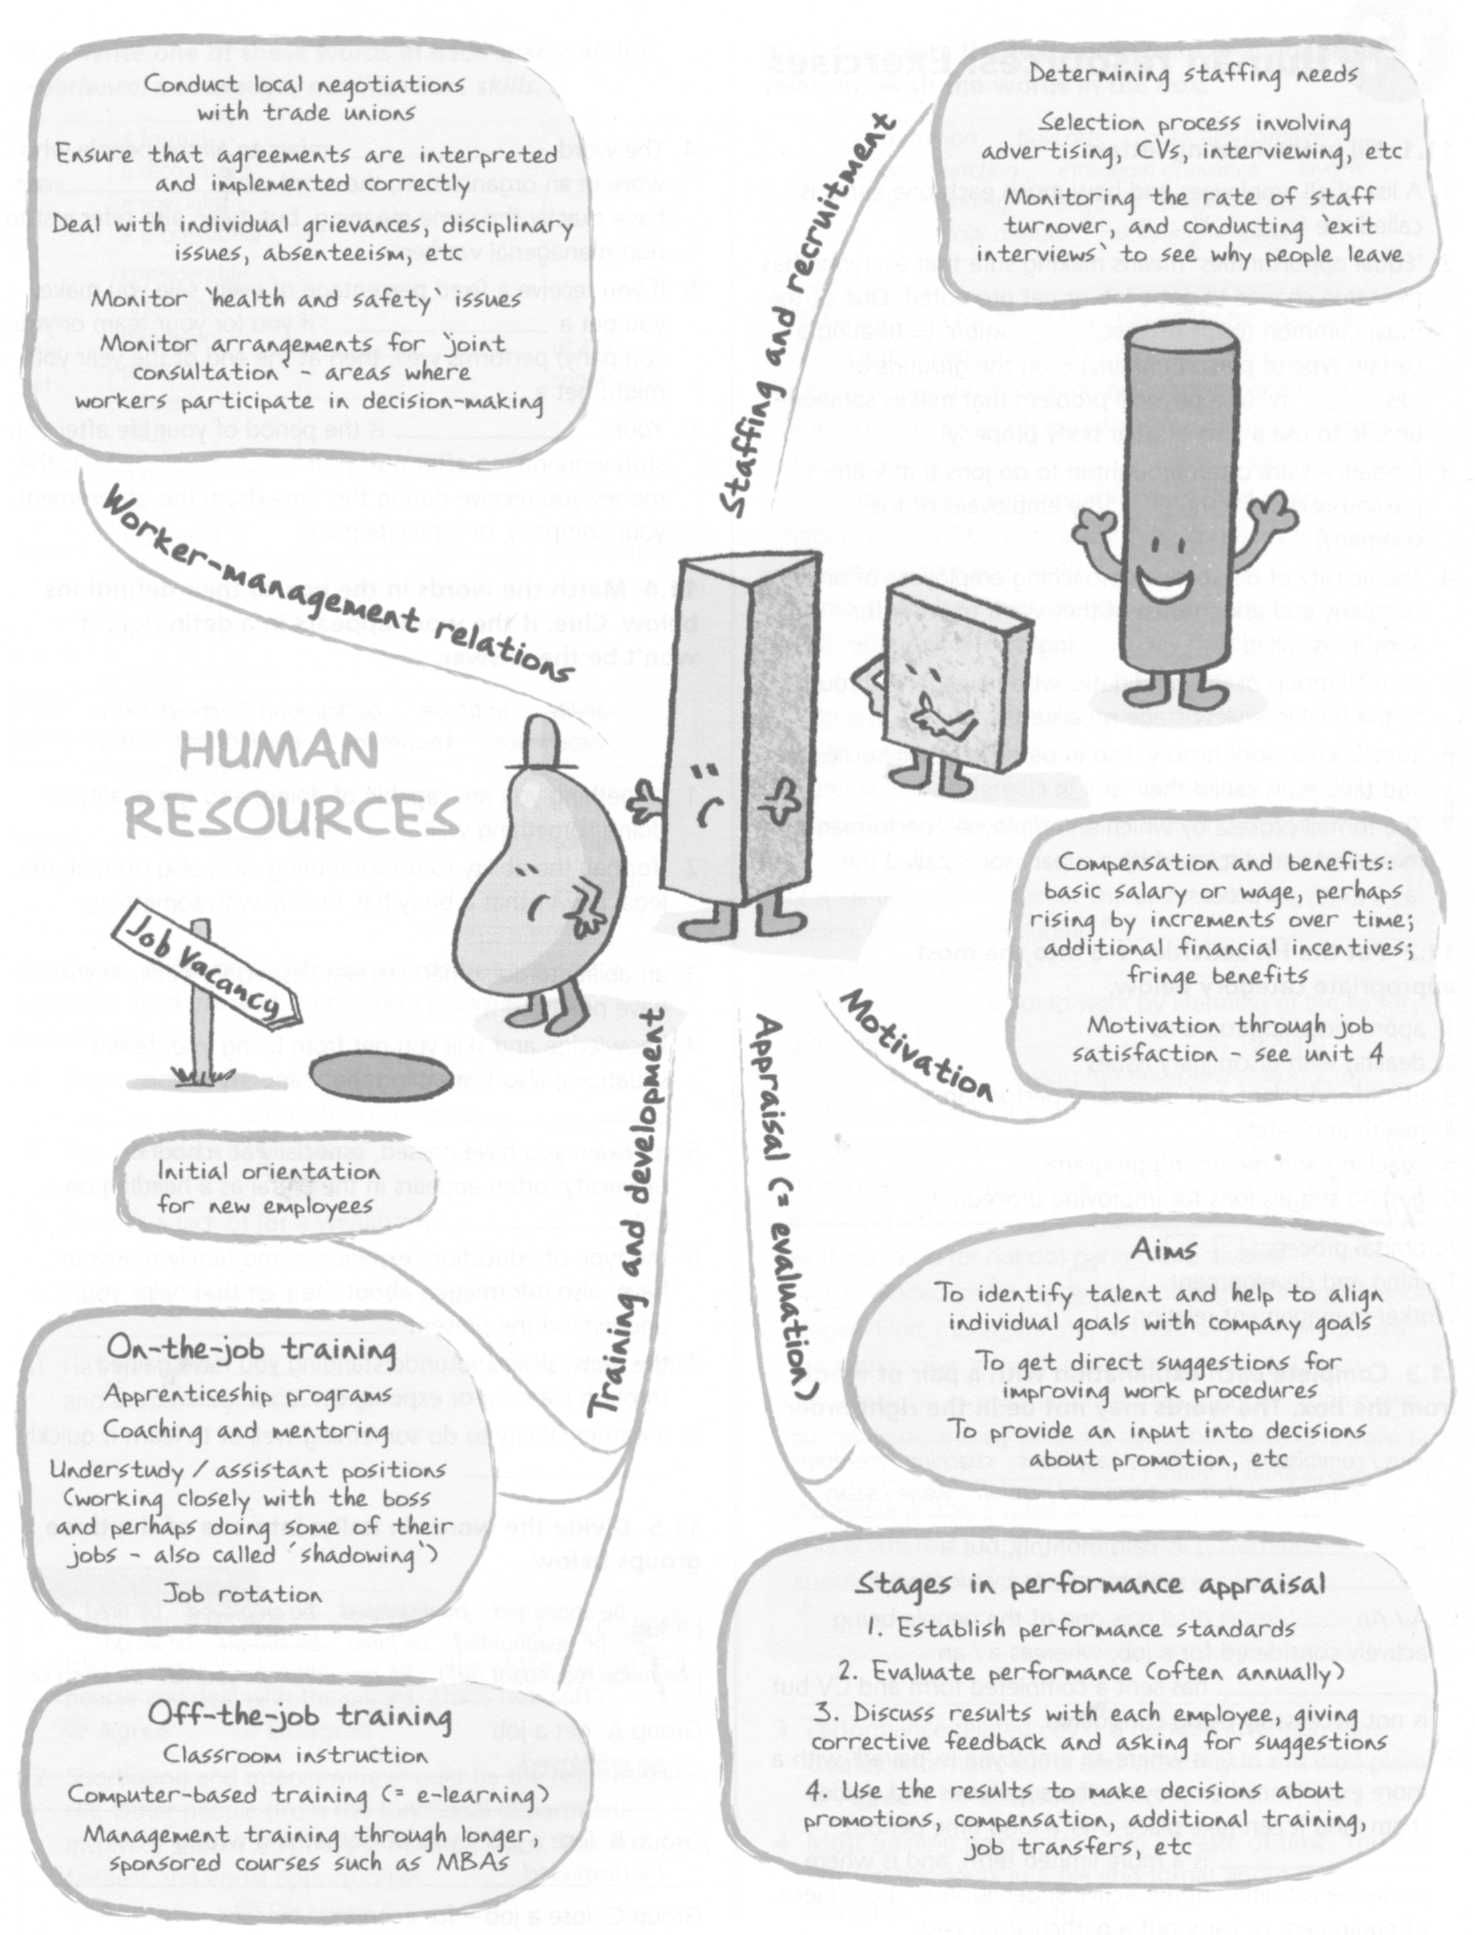 Conduct local negotiations
with trade unions
Ensure that agreements are interpreted
and implemented correctly
Deal with individual grievances, disciplinary
issues, absenteeism, etc
Monitor 'health and safety' issues
Monitor arrangements for 'joint
consultation' - areas where
workers participate in decision-making
Worker-management relations
Determining staffing needs
Selection process involving
advertising, CVs, interviewing, etc
Monitoring the rate of staff
turnover, and conducting 'exit
interviews' to see why people leave
Staffing and recruitment
HUMAN
RESOURCES
Job Vacancy
Compensation and benefits:
basic salary or wage, perhaps
rising by increments over time;
additional financial incentives;
fringe benefits
Motivation through job
satisfaction - see unit 4
Motivation
Training and development
Appraisal (= evaluation)
Initial orientation
for new employees
On-the-job training
Apprenticeship programs
Coaching and mentoring
Understudy / assistant positions
(working closely with the boss
and perhaps doing some of their
jobs - also called 'shadowing')
Job rotation
Off-the-job training
Classroom instruction
Computer-based training (= e-learning)
Management training through longer,
sponsored courses such as MBAs
Aims
To identify talent and help to align
individual goals with company goals
To get direct suggestions for
improving work procedures
To provide an input into decisions
about promotion, etc
Stages in performance appraisal
1. Establish performance standards
2. Evaluate performance (often annually)
3. Discuss results with each employee, giving
corrective feedback and asking for suggestions
4. Use the results to make decisions about
promotions, compensation, additional training,
job transfers, etc